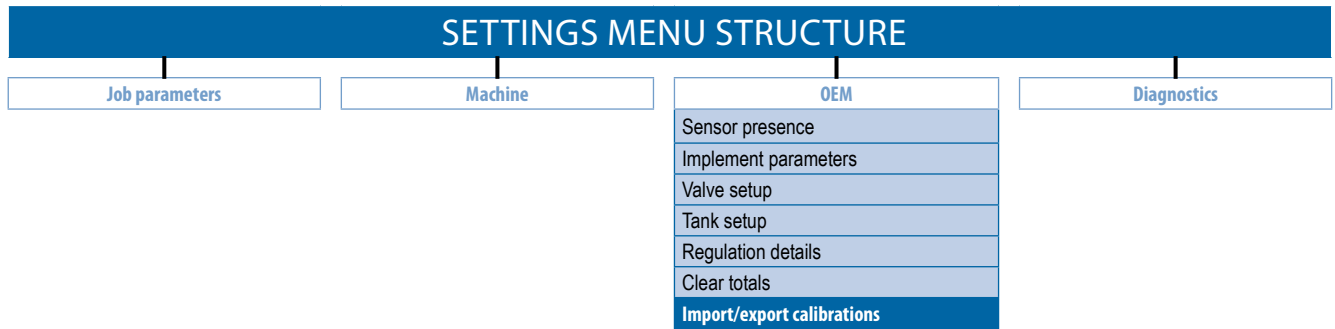 SETTINGS MENU STRUCTURE
Job parameters
Machine
OEM
Diagnostics
Sensor presence
Implement parameters
Valve setup
Tank setup
Regulation details
Clear totals
Import/export calibrations